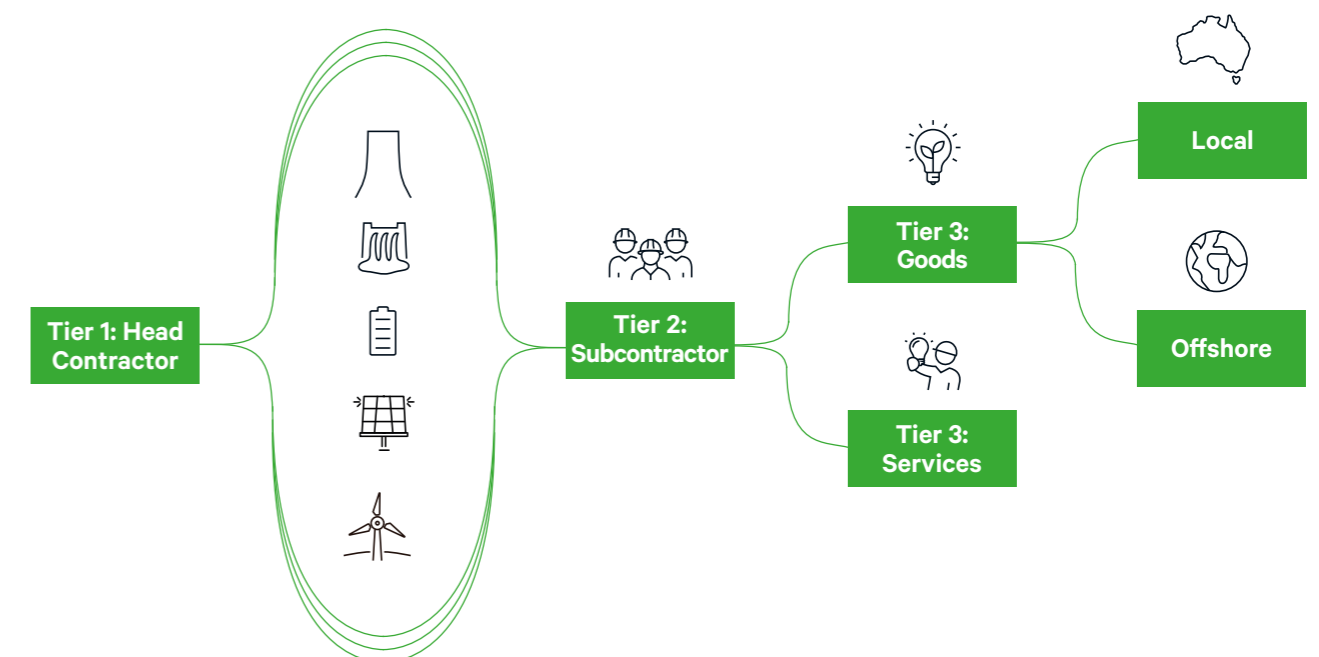 Tier 1: Head
Contractor
Tier 2:
Subcontractor
Tier 3:
Goods
Tier 3:
Services
Local
Offshore